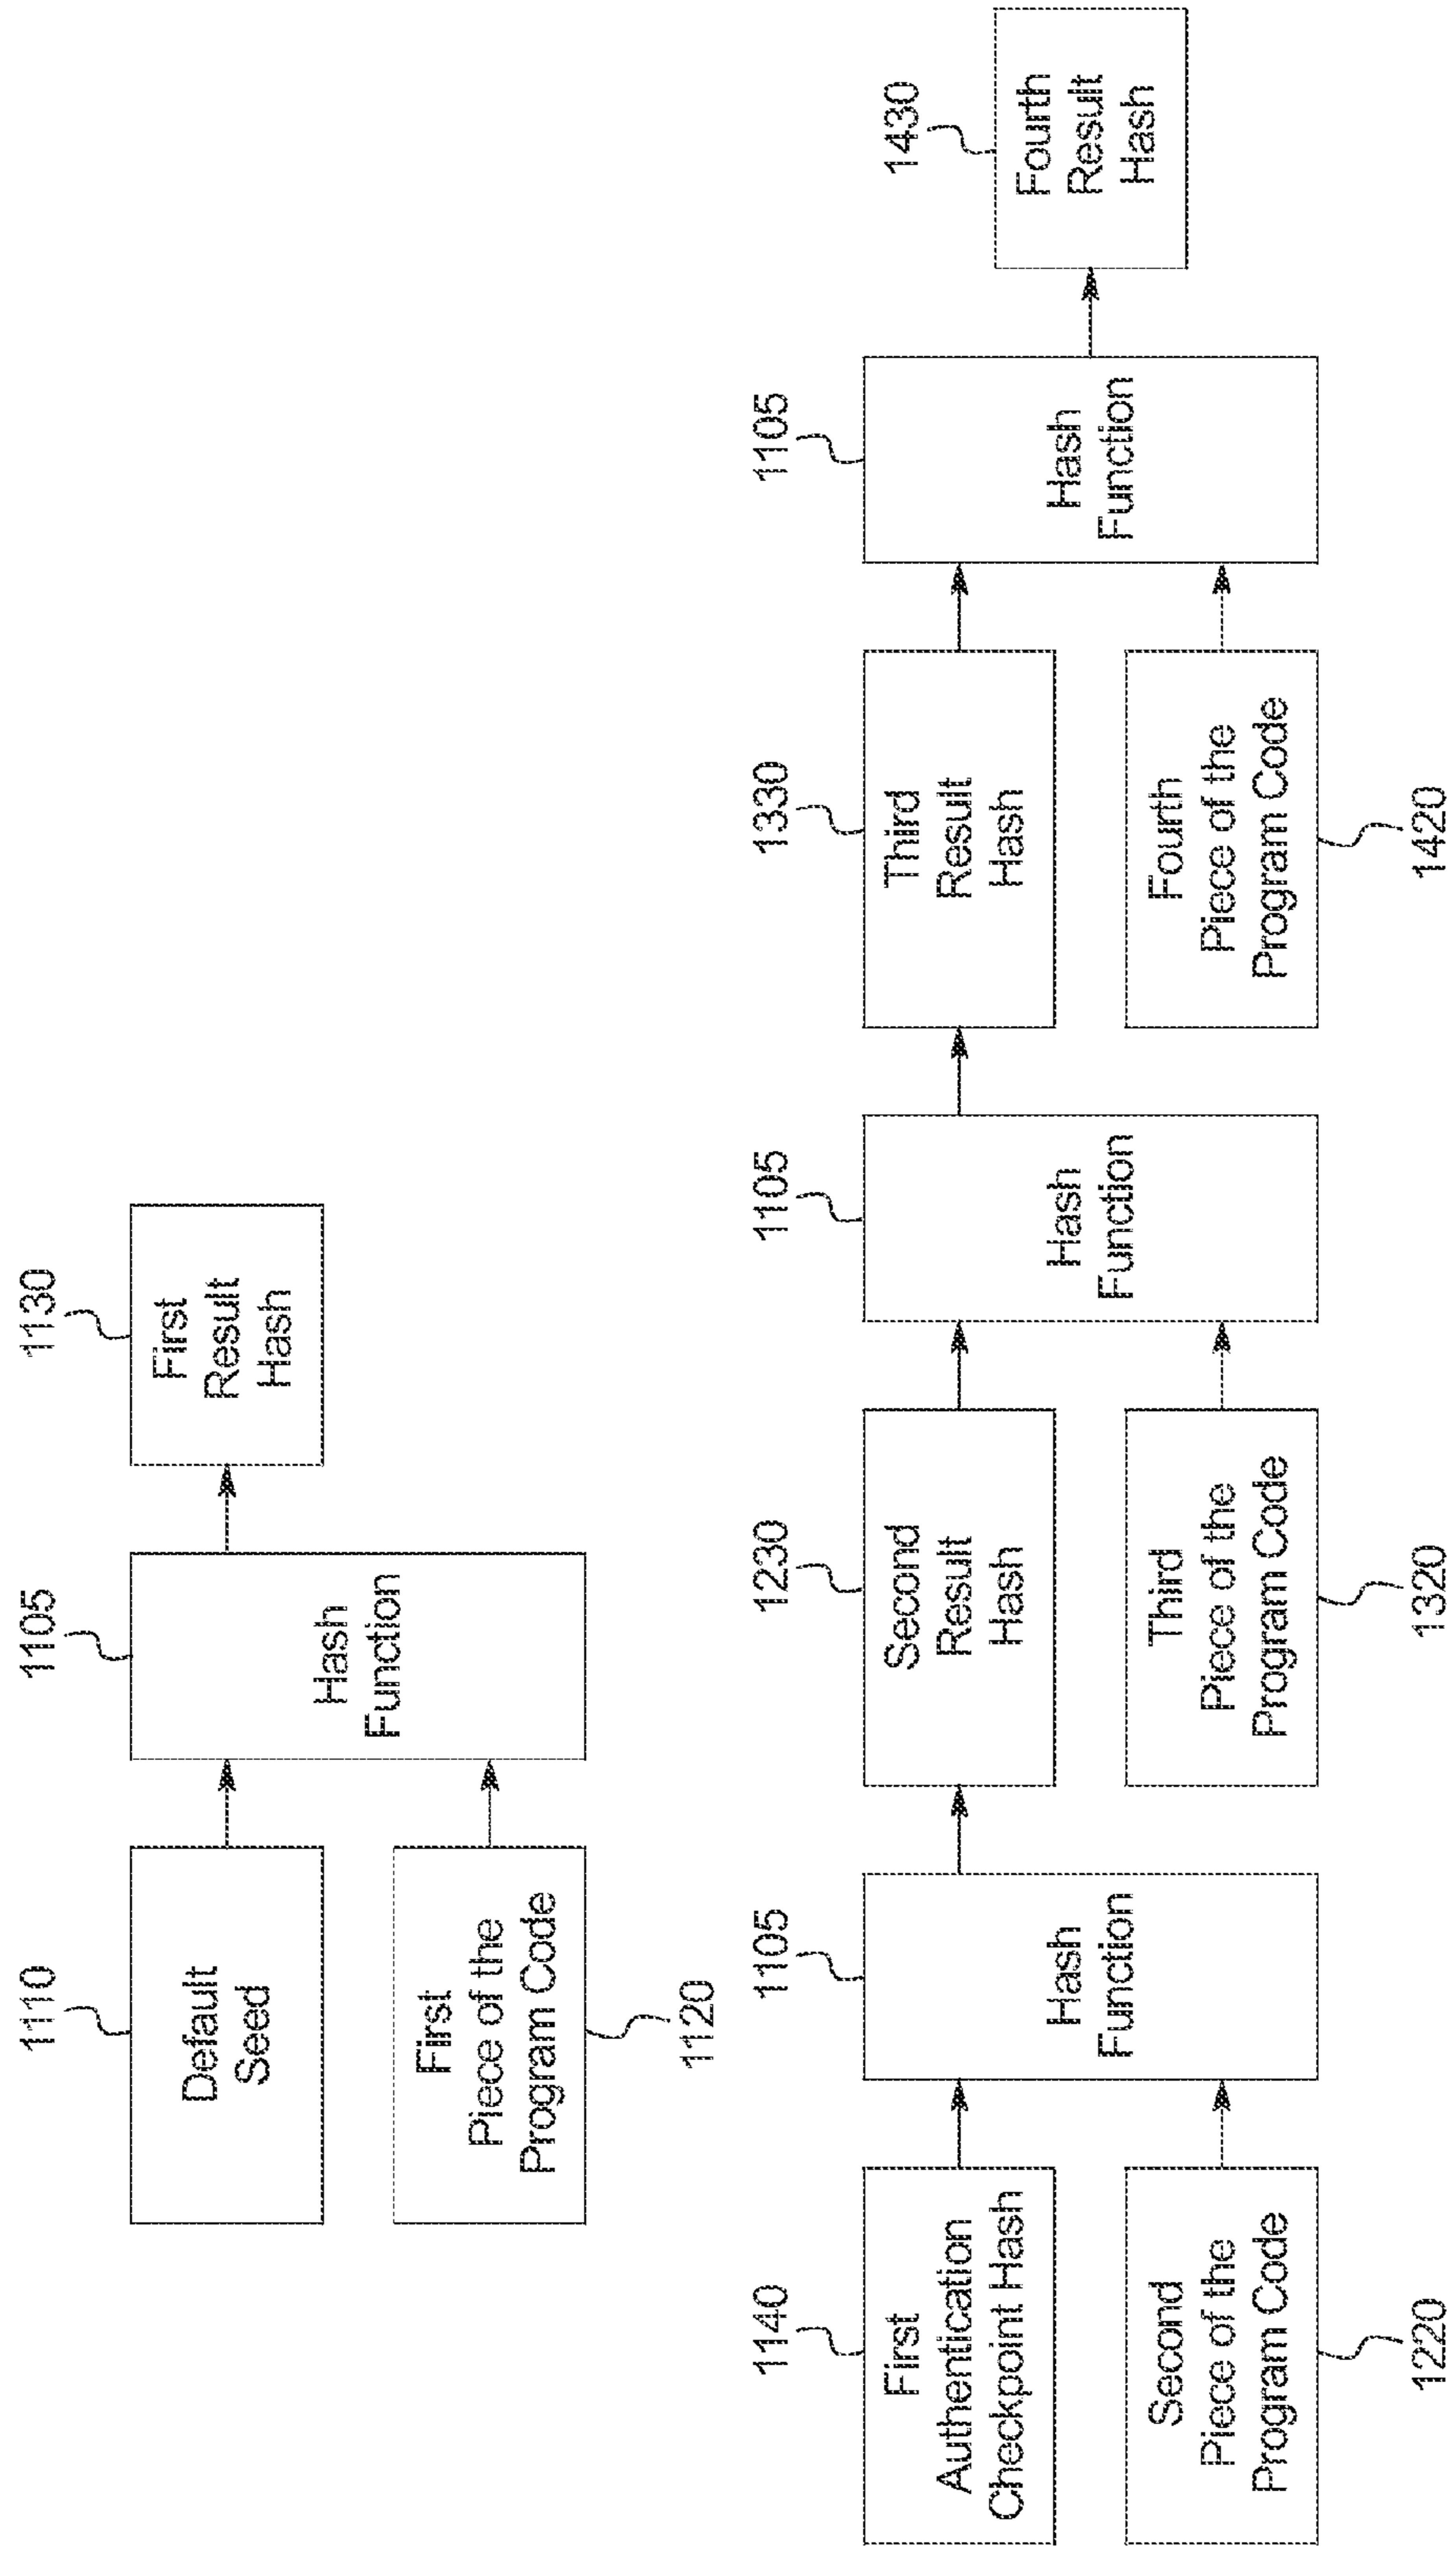 1110
Default
Seed
First
Piece of the
Program Code
1120
1105
Hash
Function
1130
First
Result
Hash
1140
First
Authentication
Checkpoint Hash
Second
Piece of the
Program Code
1220
1105
Hash
Function
1230
Second
Result
Hash
Third
Piece of the
Program Code
1320
1105
Hash
Function
1330
Third
Result
Hash
Fourth
Piece of the
Program Code
1420
1105
Hash
Function
1430
Fourth
Result
Hash